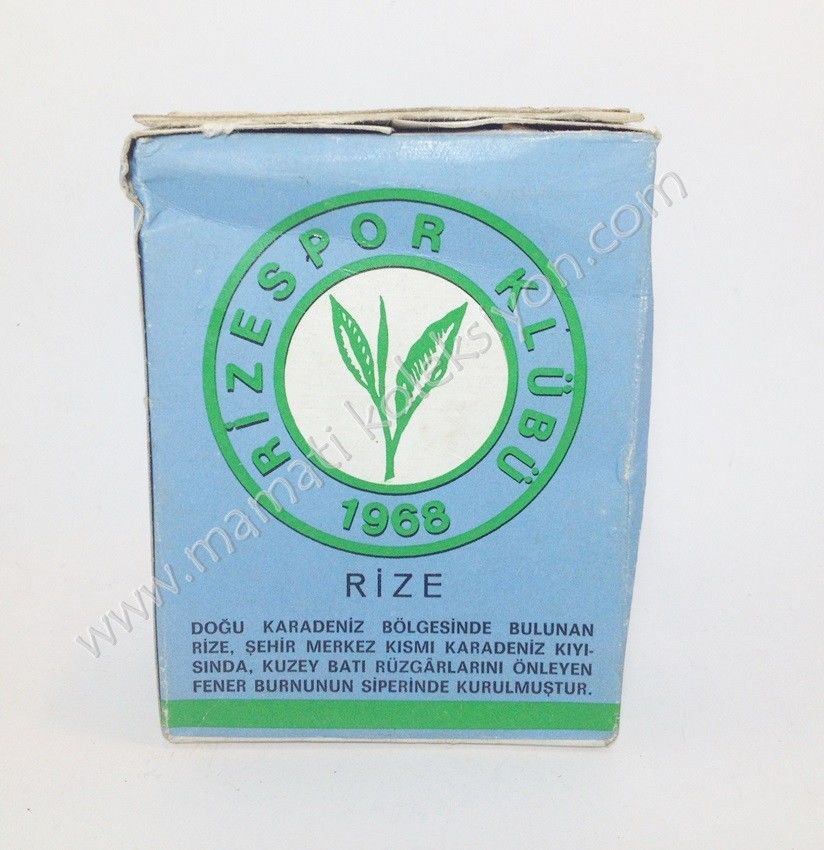 RİZESPOR KLÜBÜ
1968
RİZE
DOĞU KARADENİZ BÖLGESİNDE BULUNAN
RİZE, ŞEHİR MERKEZ KISMI KARADENİZ KIYI-
SINDA, KUZEY BATI RÜZGÂRLARINI ÖNLEYEN
FENER BURNUNUN SİPERİNDE KURULMUŞTUR.
www.mamati koleksiyon.com